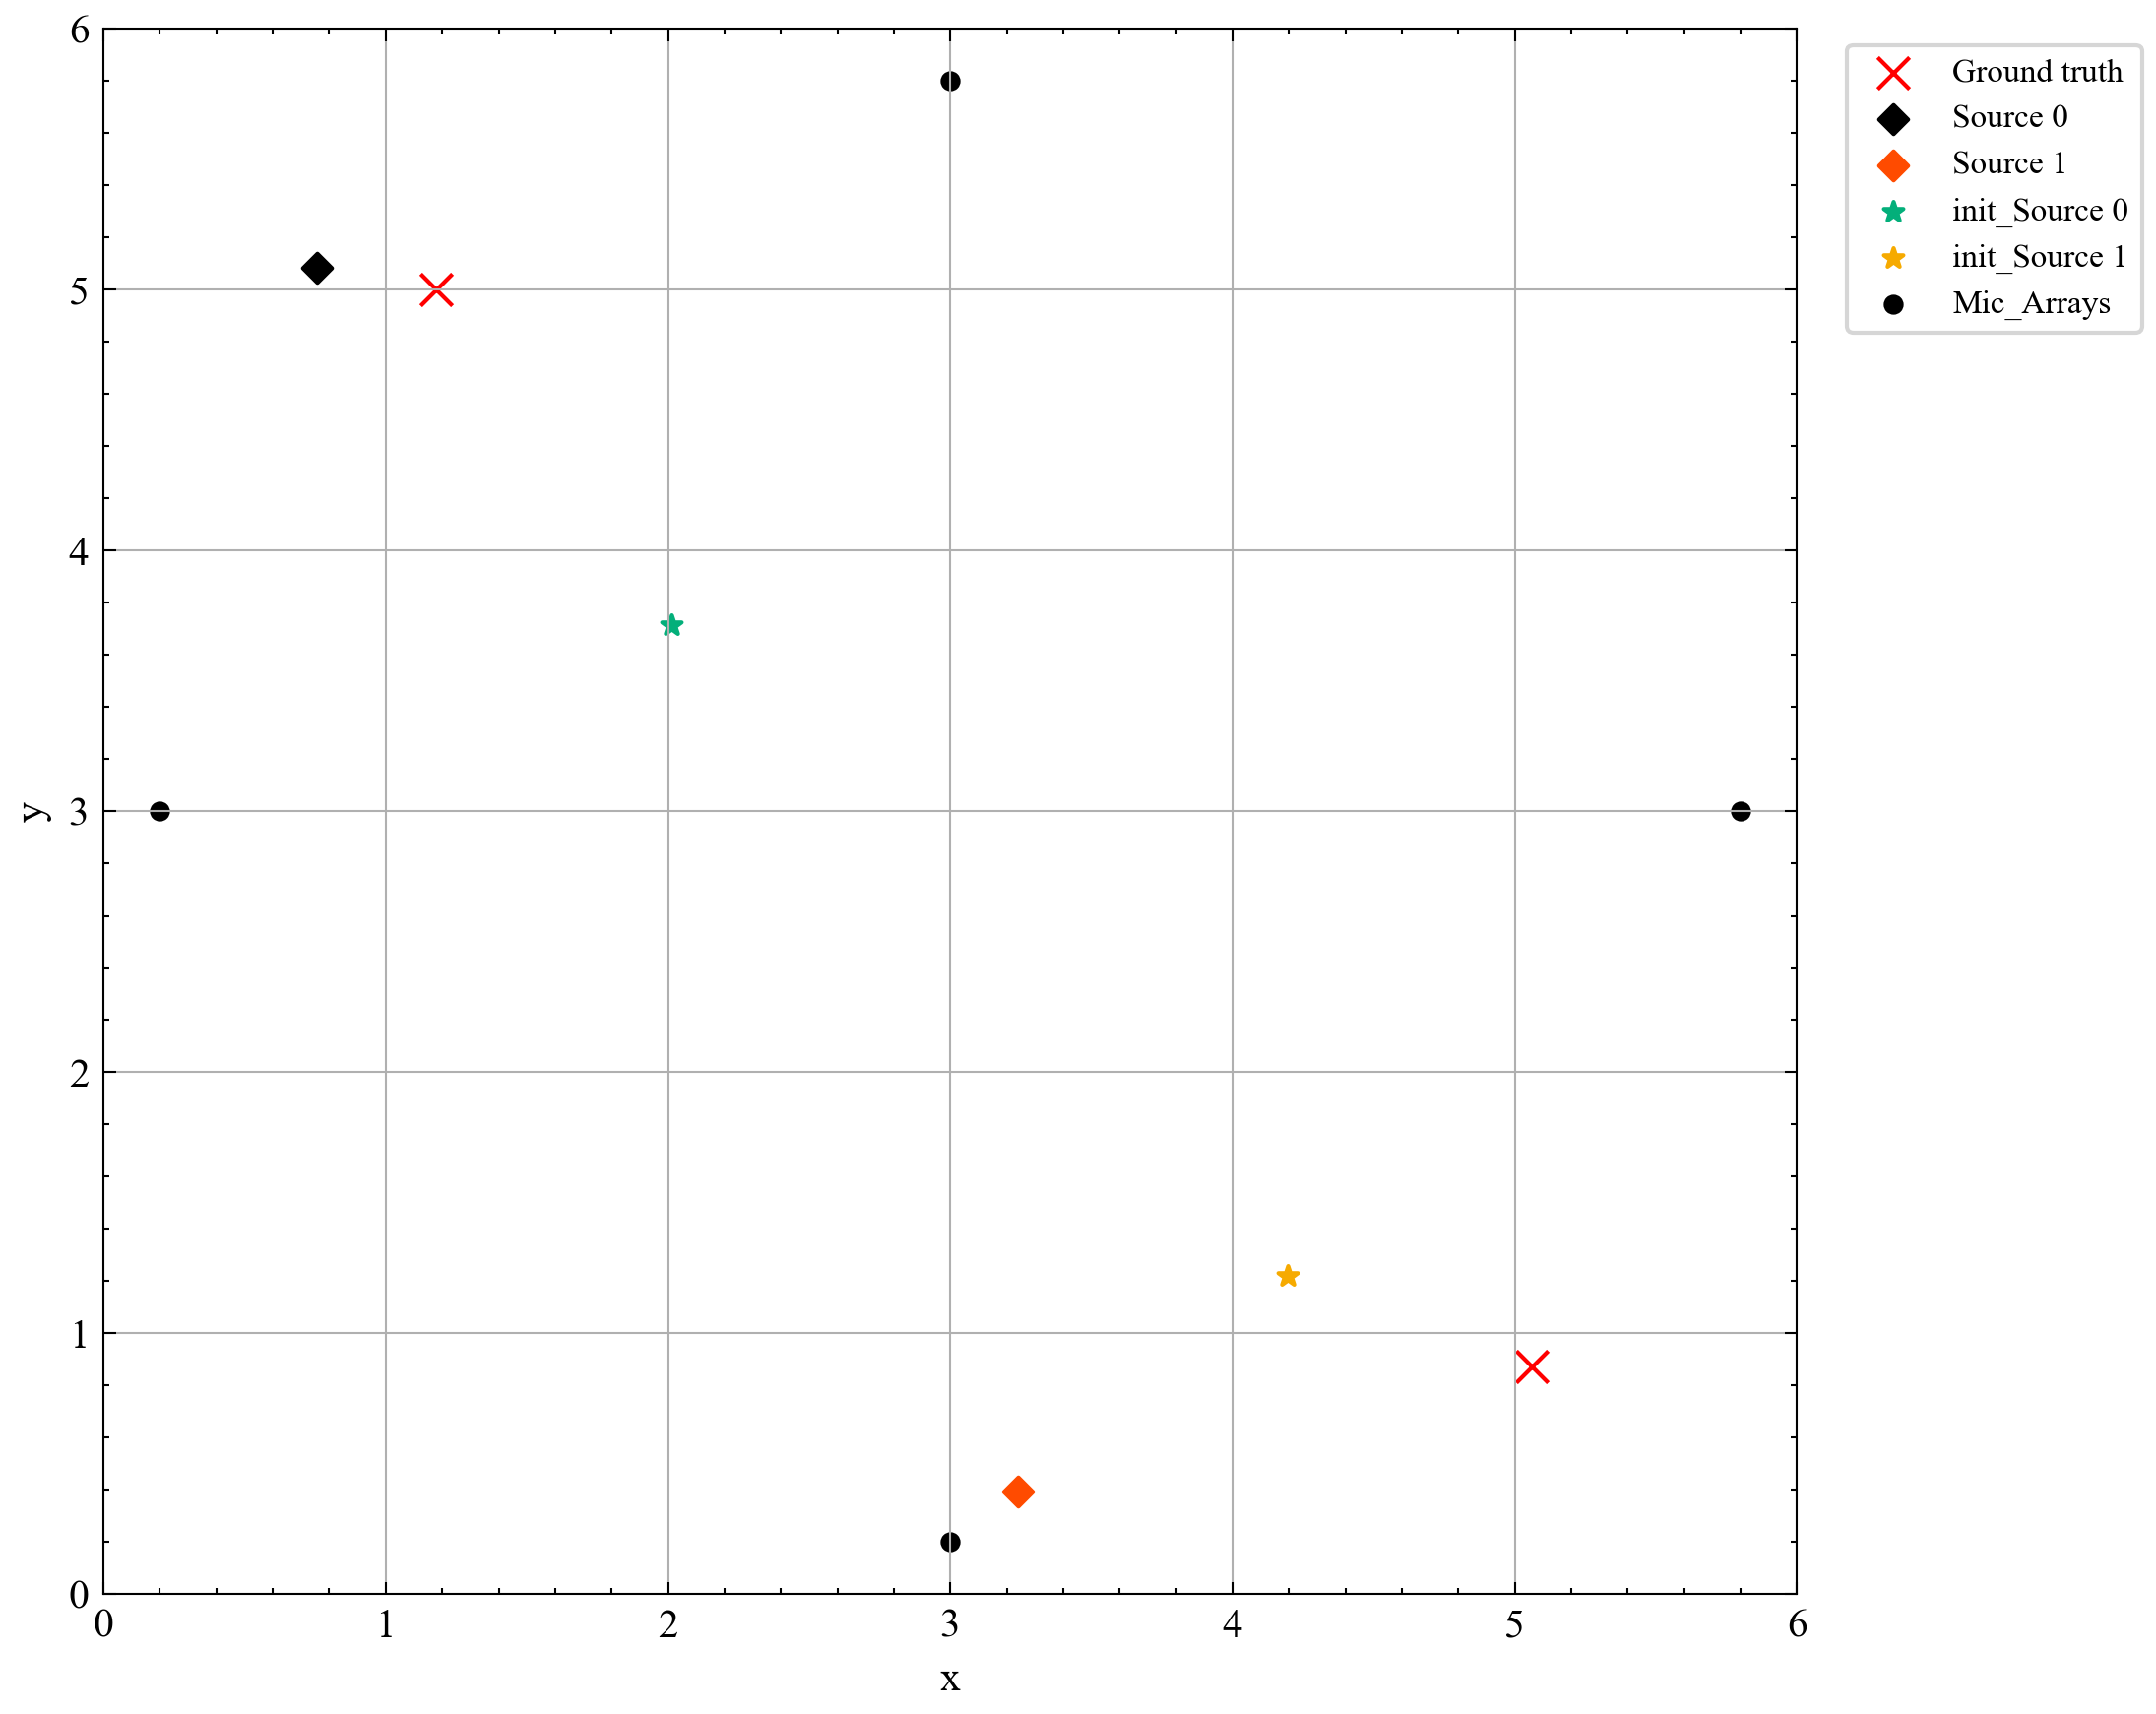 6
5
4
3
2
1
0
y
0 1 2 3 4 5 6
x
Ground truth
Source 0
Source 1
init_Source 0
init_Source 1
Mic_Arrays